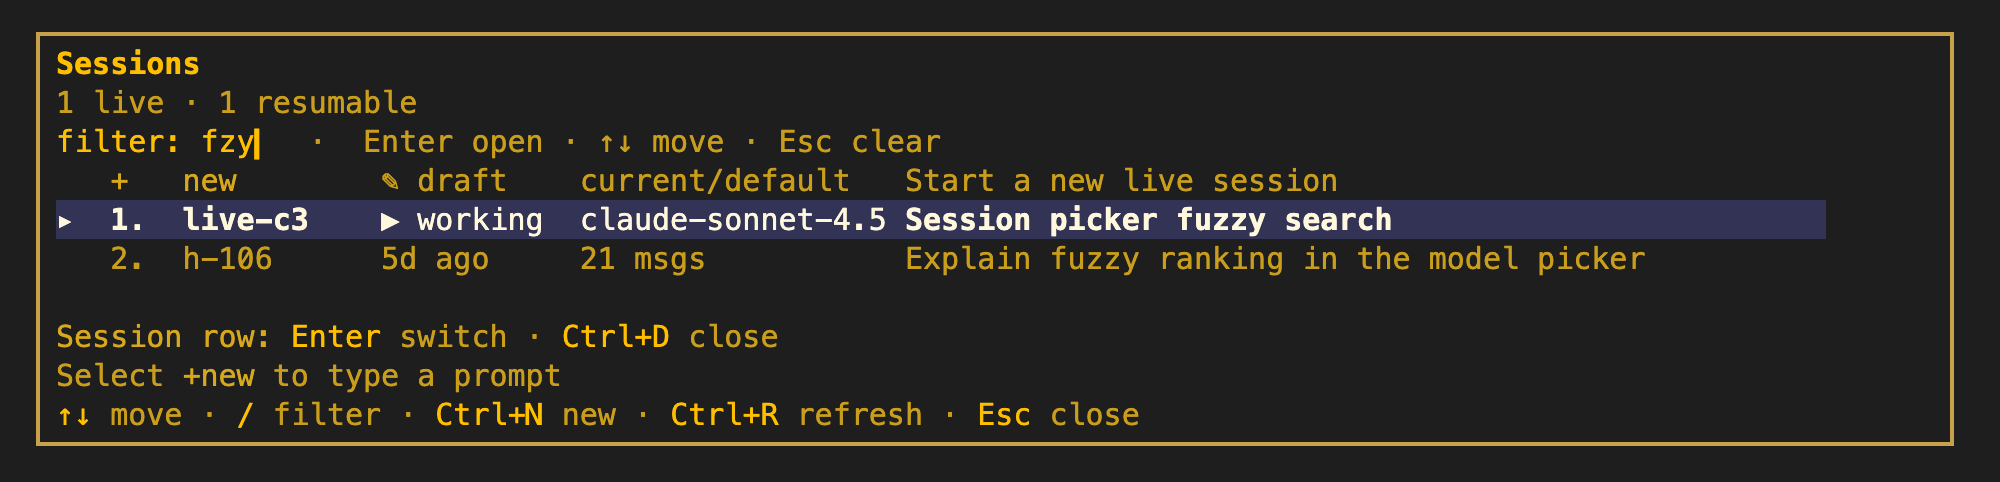 Sessions
1 live · 1 resumable
filter: fzy · Enter open · ↑↓ move · Esc clear
+ new ✎ draft current/default Start a new live session
▸ 1. live-c3 ▶ working claude-sonnet-4.5 Session picker fuzzy search
2. h-106 5d ago 21 msgs Explain fuzzy ranking in the model picker
Session row: Enter switch · Ctrl+D close
Select +new to type a prompt
↑↓ move · / filter · Ctrl+N new · Ctrl+R refresh · Esc close